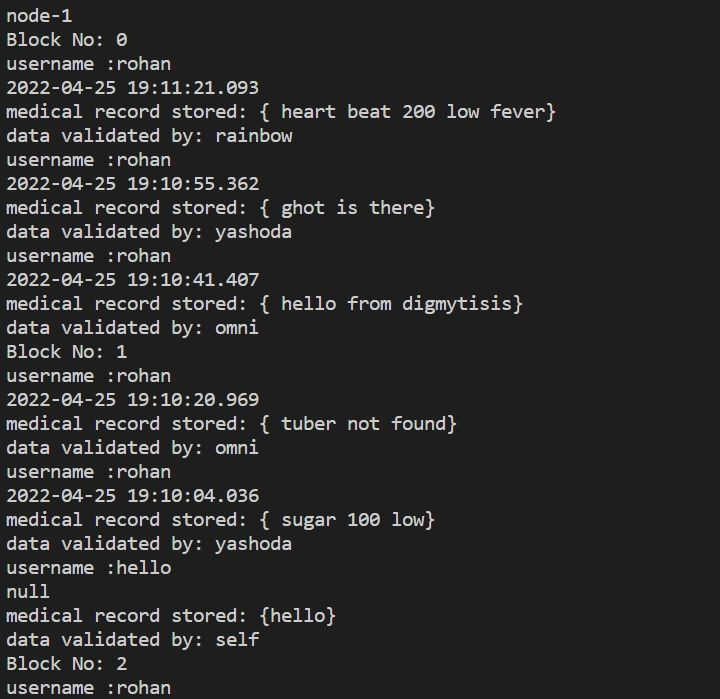 node-1
Block No: 0
username :rohan
2022-04-25 19:11:21.093
medical record stored: { heart beat 200 low fever}
data validated by: rainbow
username :rohan
2022-04-25 19:10:55.362
medical record stored: { ghot is there}
data validated by: yashoda
username :rohan
2022-04-25 19:10:41.407
medical record stored: { hello from digmytisis}
data validated by: omni
Block No: 1
username :rohan
2022-04-25 19:10:20.969
medical record stored: { tuber not found}
data validated by: omni
username :rohan
2022-04-25 19:10:04.036
medical record stored: { sugar 100 low}
data validated by: yashoda
username :hello
null
medical record stored: {hello}
data validated by: self
Block No: 2
username :rohan